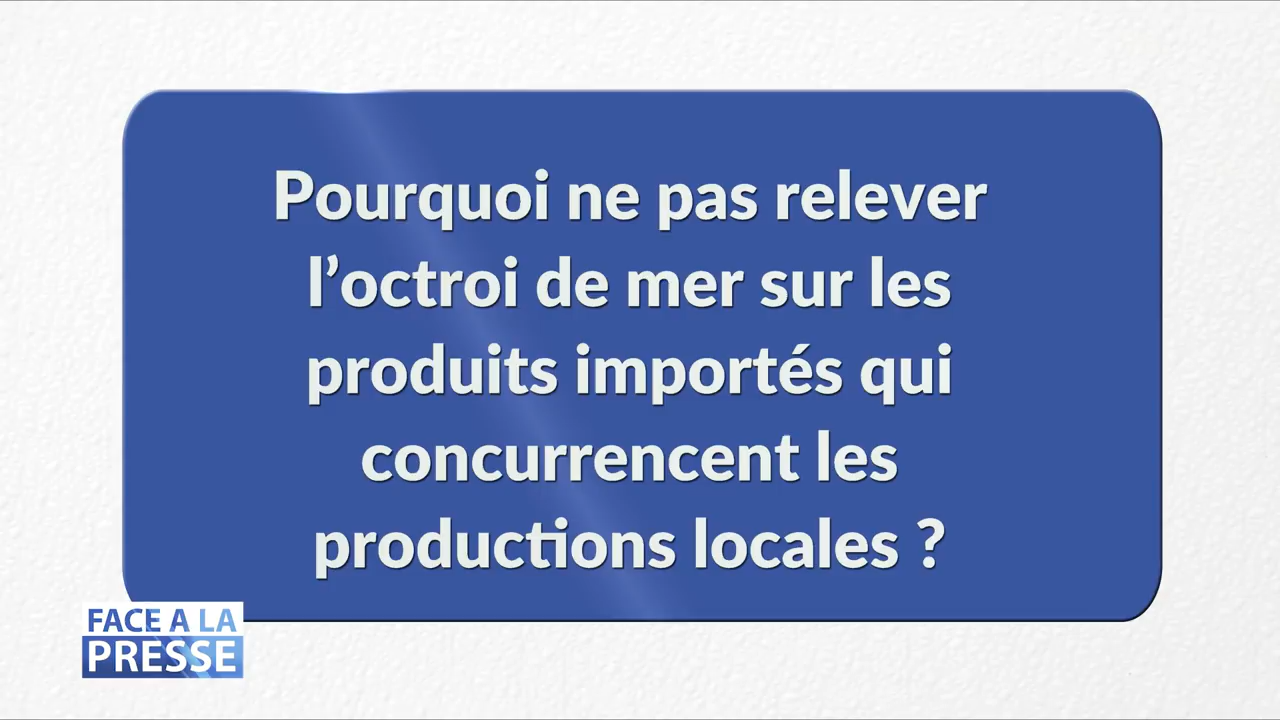 Pourquoi ne pas relever
l’octroi de mer sur les
produits importés qui
concurrencent les
productions locales ?
FACE A LA
PRESSE